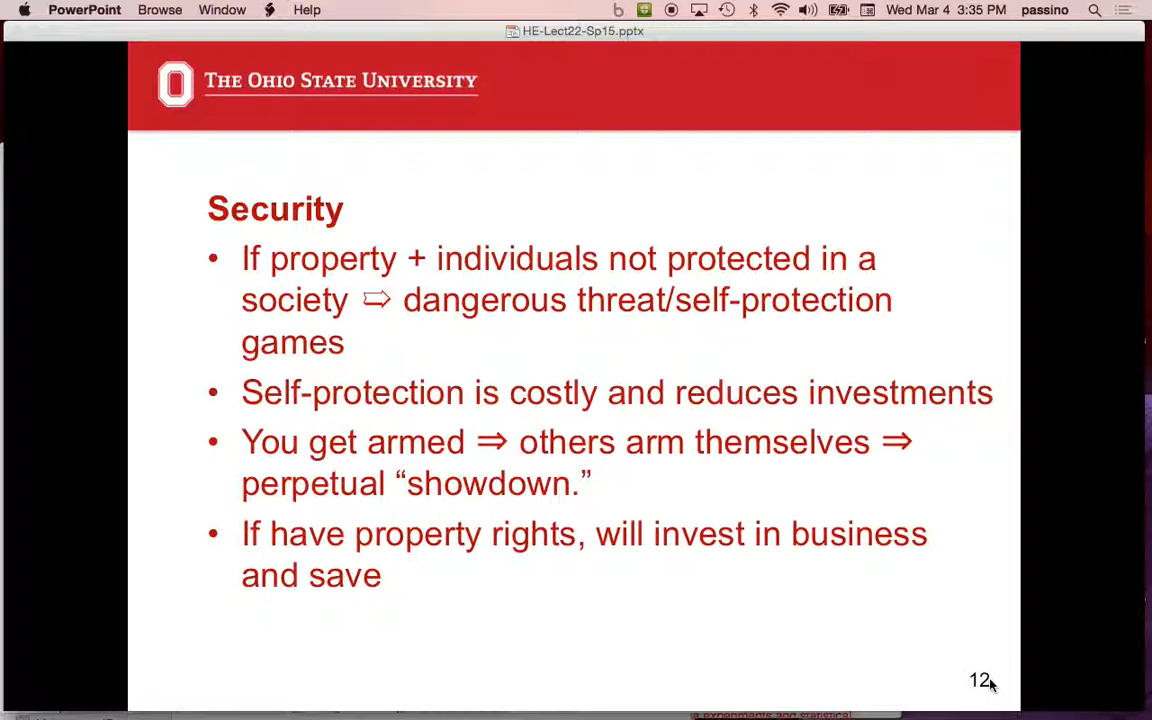 PowerPoint Browse Window Help Wed Mar 4 3:35 PM passino
HE-Lect22-Sp15.pptx
THE OHIO STATE UNIVERSITY
Security
• If property + individuals not protected in a
society ⇨ dangerous threat/self-protection
games
• Self-protection is costly and reduces investments
• You get armed ⇒ others arm themselves ⇒
perpetual “showdown.”
• If have property rights, will invest in business
and save
12